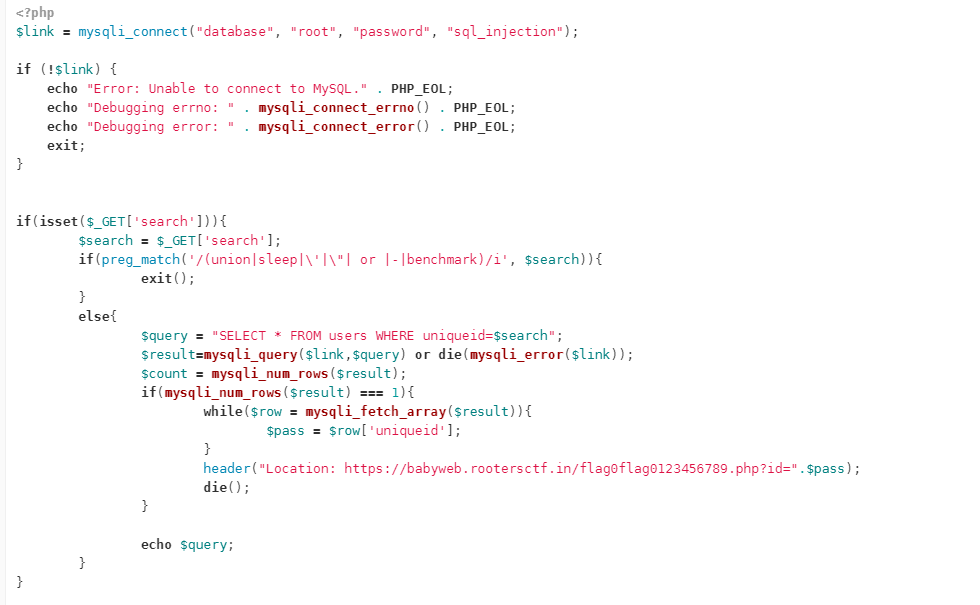 <?php
$link = mysqli_connect("database", "root", "password", "sql_injection");
if (!$link) {
    echo "Error: Unable to connect to MySQL." . PHP_EOL;
    echo "Debugging errno: " . mysqli_connect_errno() . PHP_EOL;
    echo "Debugging error: " . mysqli_connect_error() . PHP_EOL;
    exit;
}
if(isset($_GET['search'])){
        $search = $_GET['search'];
        if(preg_match('/(union|sleep|\'|\"| or |-|benchmark)/i', $search)){
                exit();
        }
        else{
                $query = "SELECT * FROM users WHERE uniqueid=$search";
                $result=mysqli_query($link,$query) or die(mysqli_error($link));
                $count = mysqli_num_rows($result);
                if(mysqli_num_rows($result) === 1){
                        while($row = mysqli_fetch_array($result)){
                                $pass = $row['uniqueid'];
                        }
                        header("Location: https://babyweb.rootersctf.in/flag0flag0123456789.php?id=".$pass);
                        die();
                }
                echo $query;
        }
}